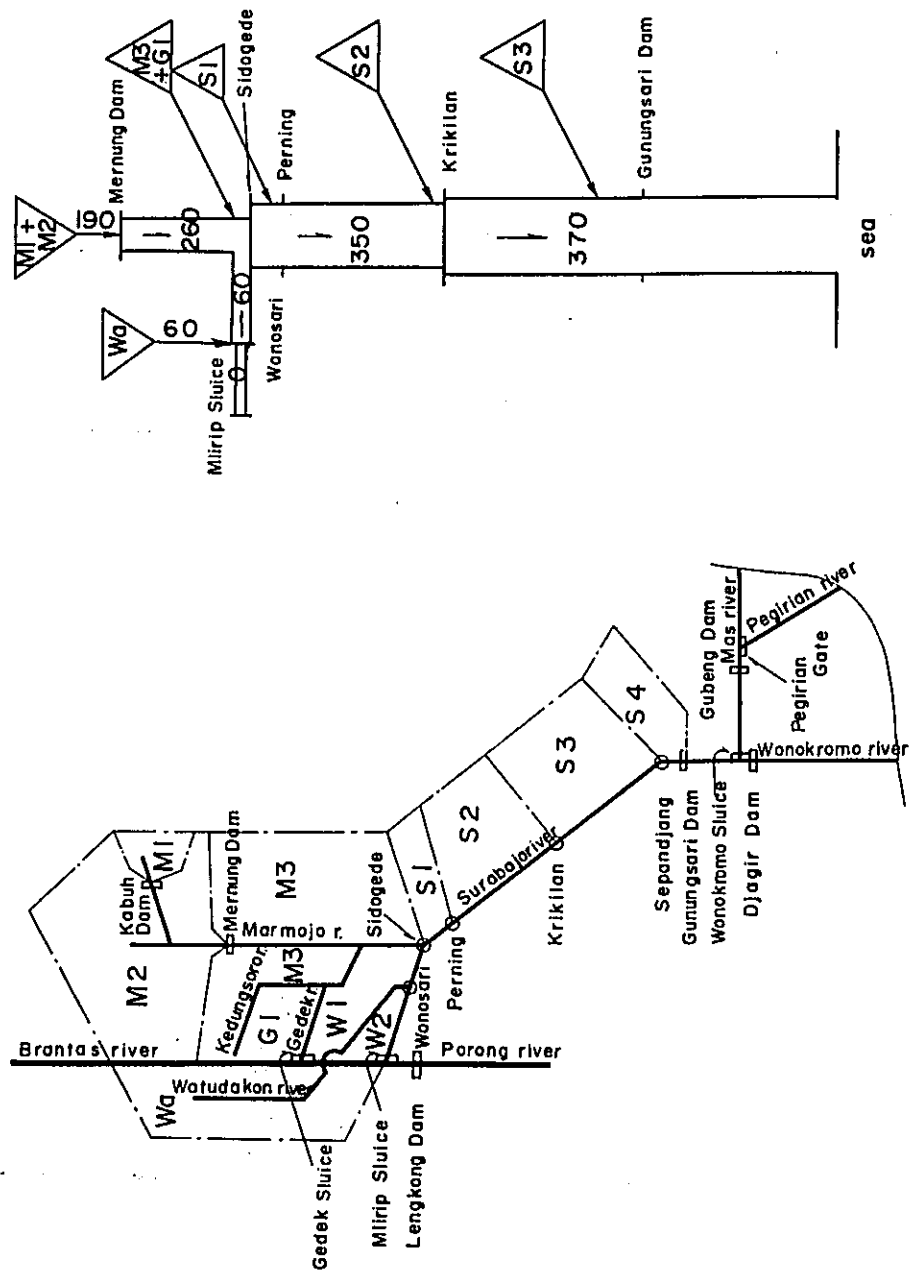 M1 +
M2
190
Mernung Dam
M3
+G1
S1
Sidogede
Wa
60
260
60
0
Mlirip Sluice
Wonosari
Perning
350
S2
Krikilan
370
S3
Gunungsari Dam
sea
Brantas river
M2
Kabuh
Dam
M1
Mernung Dam
M3
Marmojo r.
Kedungsoro r.
M3
G1
Gedek r.
W1
W2
Wa
Watudakon river
Gedek Sluice
Mlirip Sluice
Lengkong Dam
Wonosari
Porong river
Sidogede
S1
Perning
S2
Surabaja river
Krikilan
S3
S4
Sepandjang
Gunungsari Dam
Wonokromo Sluice
Djagir Dam
Gubeng Dam
Mas river
Pegirian river
Pegirian
Gate
Wonokromo river